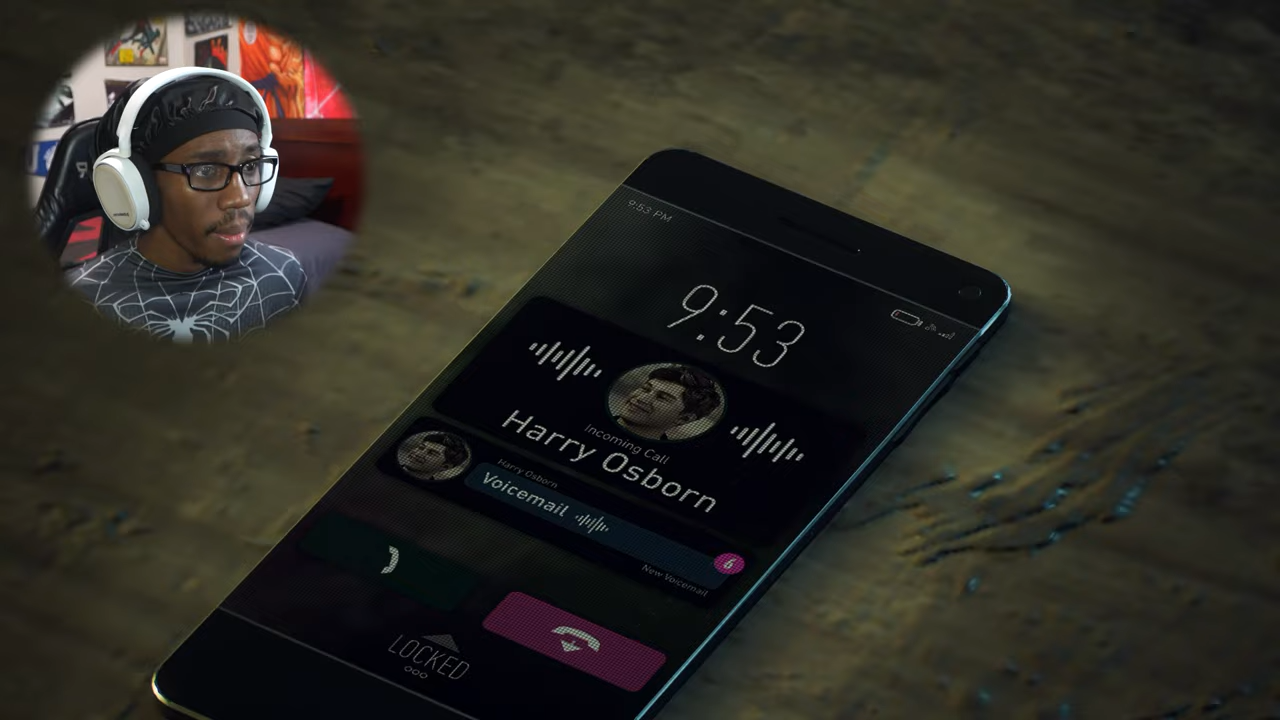 9:53 PM
9:53
Incoming Call
Harry Osborn
Harry Osborn
Voicemail
6
New Voicemail
LOCKED